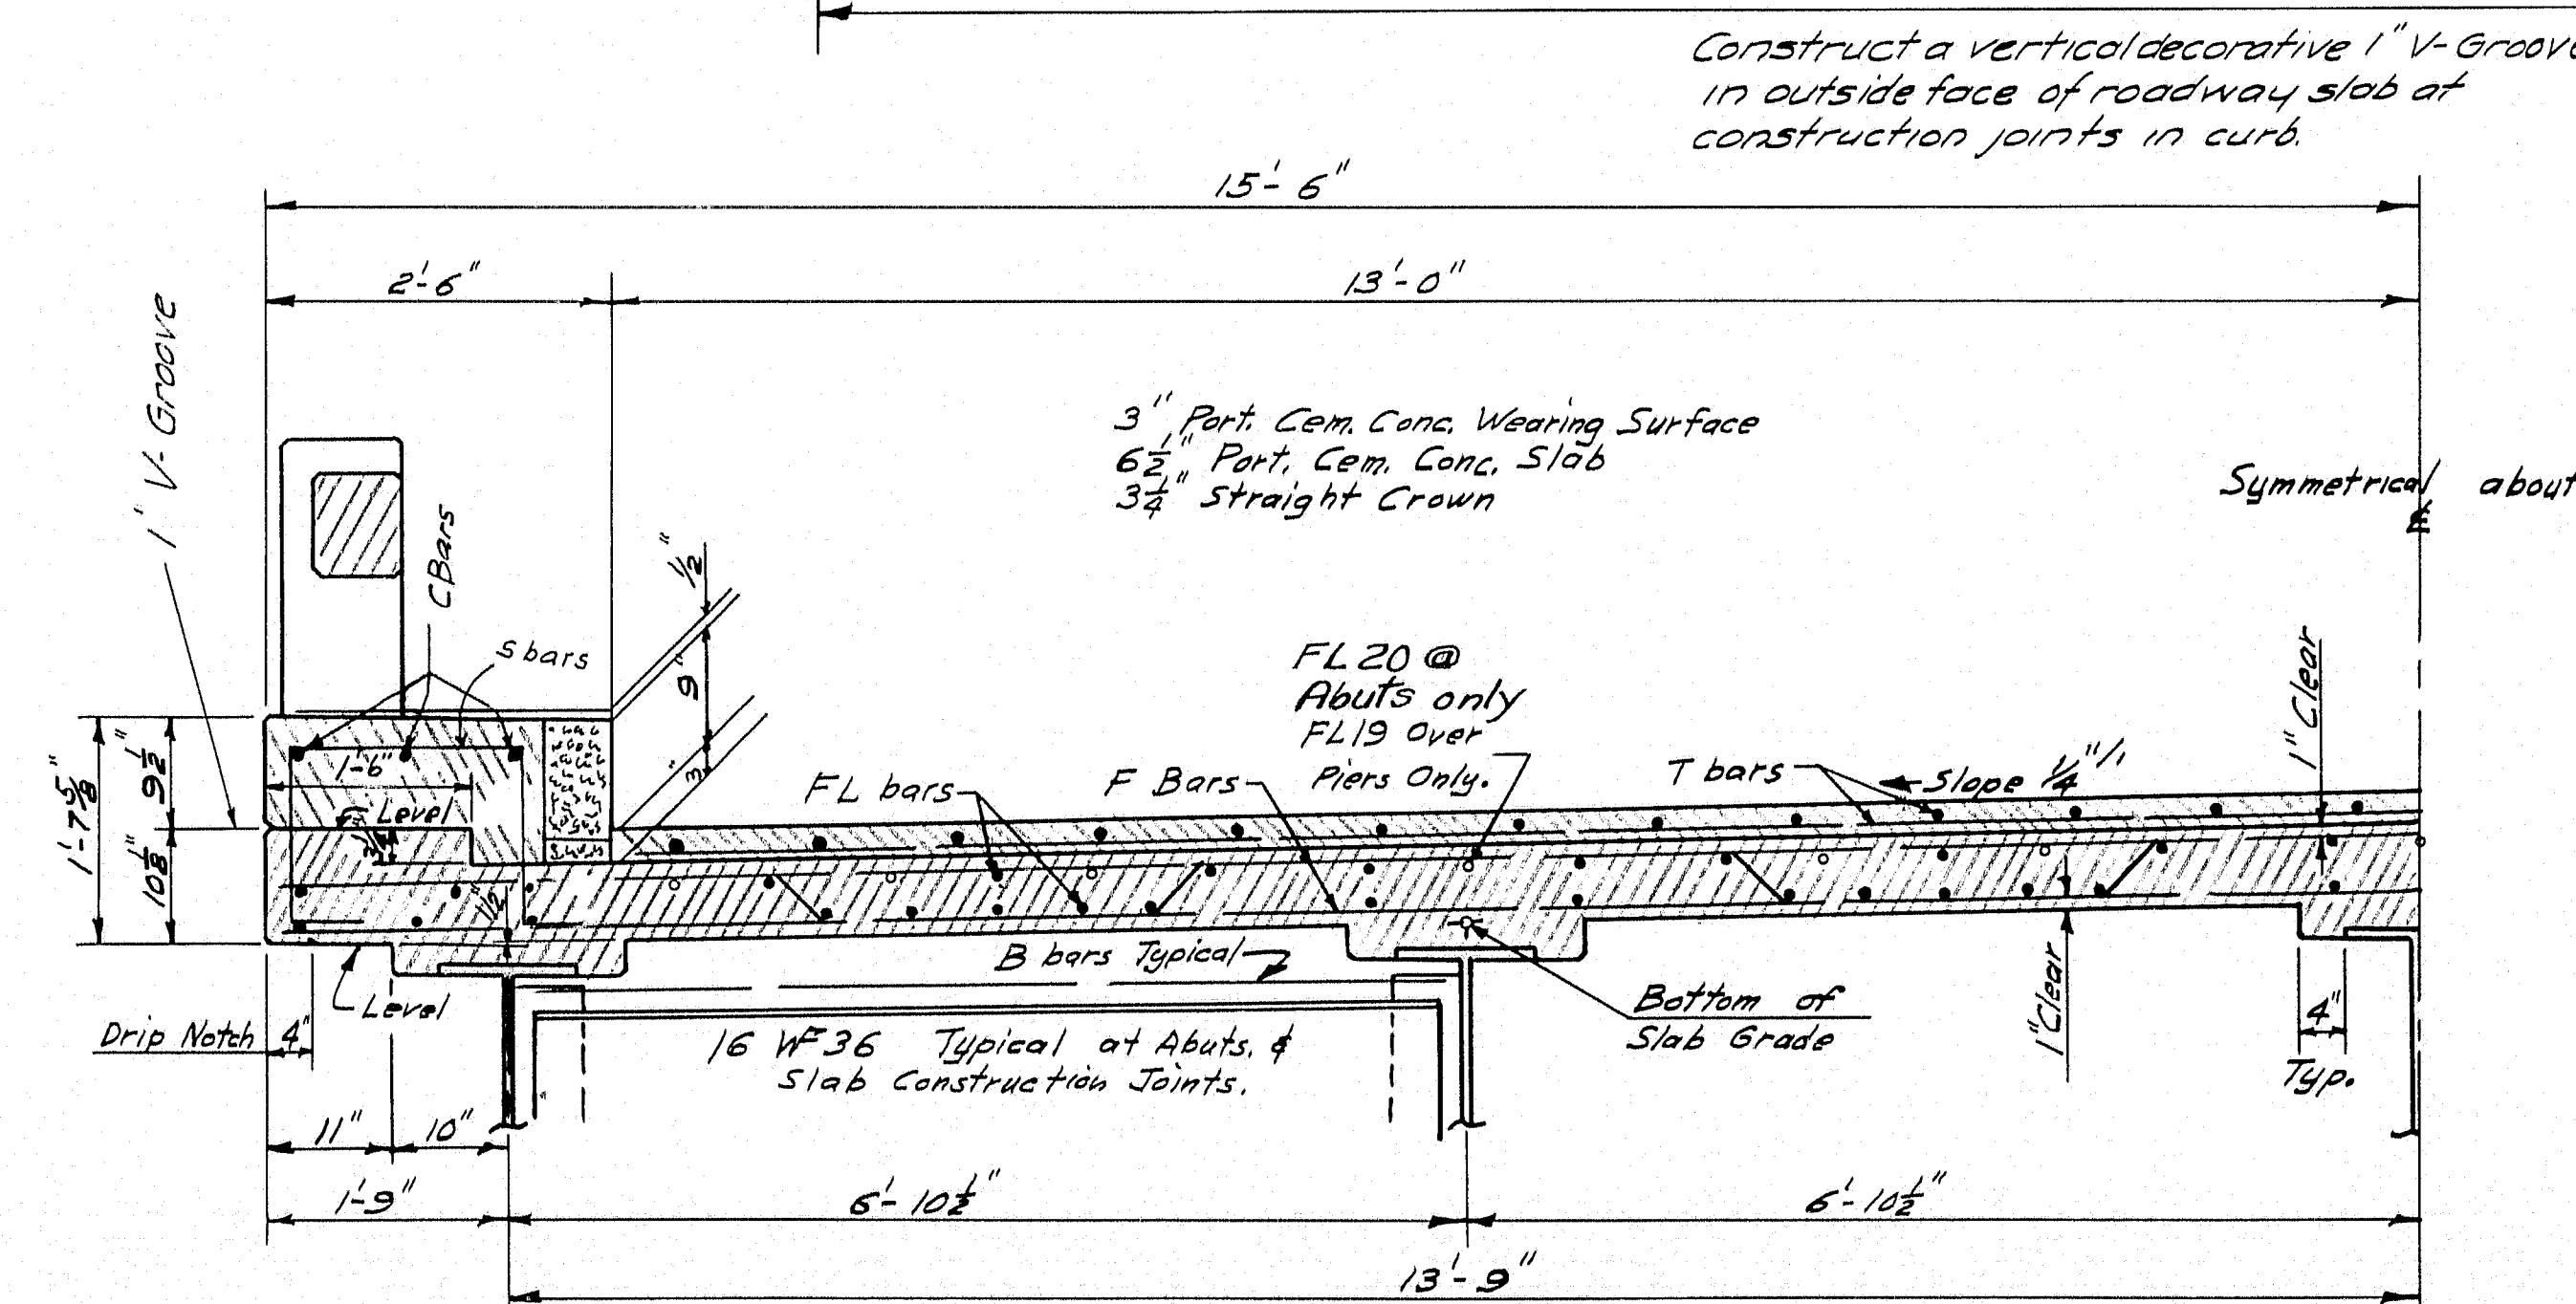 Construct a vertical decorative 1" V-Groove
in outside face of roadway slab at
construction joints in curb.
15'-6"
2'-6"
13'-0"
1" V-Groove
3" Port. Cem. Conc. Wearing Surface
6½" Port. Cem. Conc. Slab
3¼" Straight Crown
Symmetrical about
℄
C Bars
S bars
½"
9"
3"
FL 20 @
Abuts only
FL19 Over
Piers Only.
FL bars
F Bars
T bars
Slope ¼"/1
1" Clear
1'-7⅝"
9½"
10⅛"
1'-6"
Level
½"
B bars Typical
Level
Drip Notch 4"
16 WF 36 Typical at Abuts. &
Slab Construction Joints.
Bottom of
Slab Grade
1" Clear
4"
Typ.
11"
10"
1'-9"
6'-10½"
6'-10½"
13'-9"